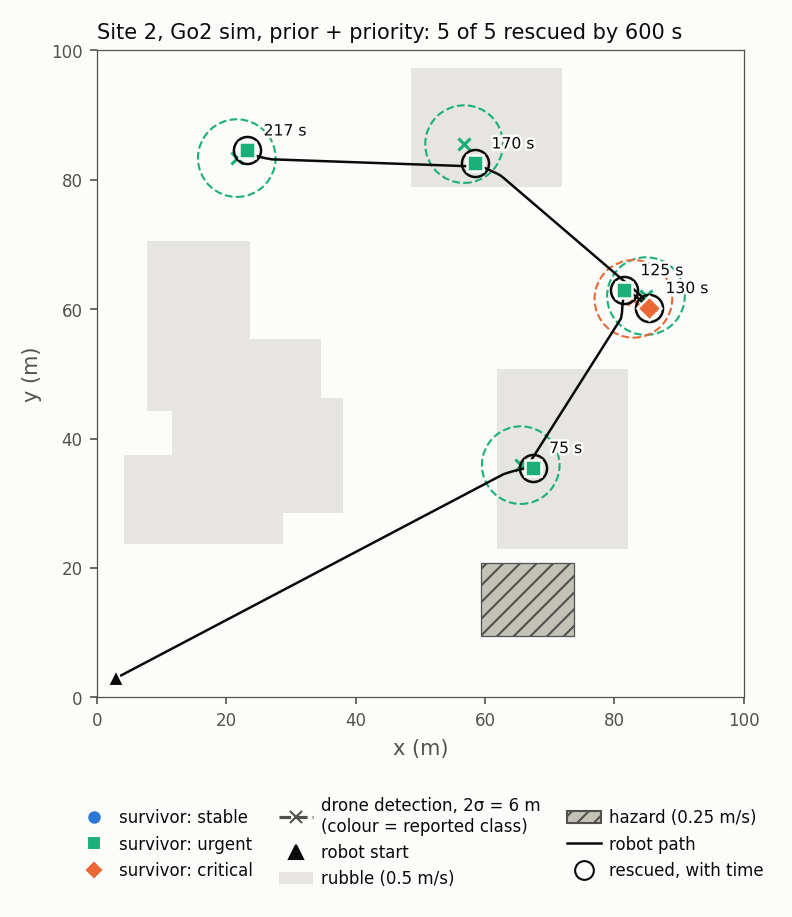 Site 2, Go2 sim, prior + priority: 5 of 5 rescued by 600 s
100
80
60
40
20
0
y (m)
217 s
170 s
125 s
130 s
75 s
0
20
40
60
80
100
x (m)
survivor: stable
survivor: urgent
survivor: critical
drone detection, 2σ = 6 m
(colour = reported class)
robot start
rubble (0.5 m/s)
hazard (0.25 m/s)
robot path
rescued, with time